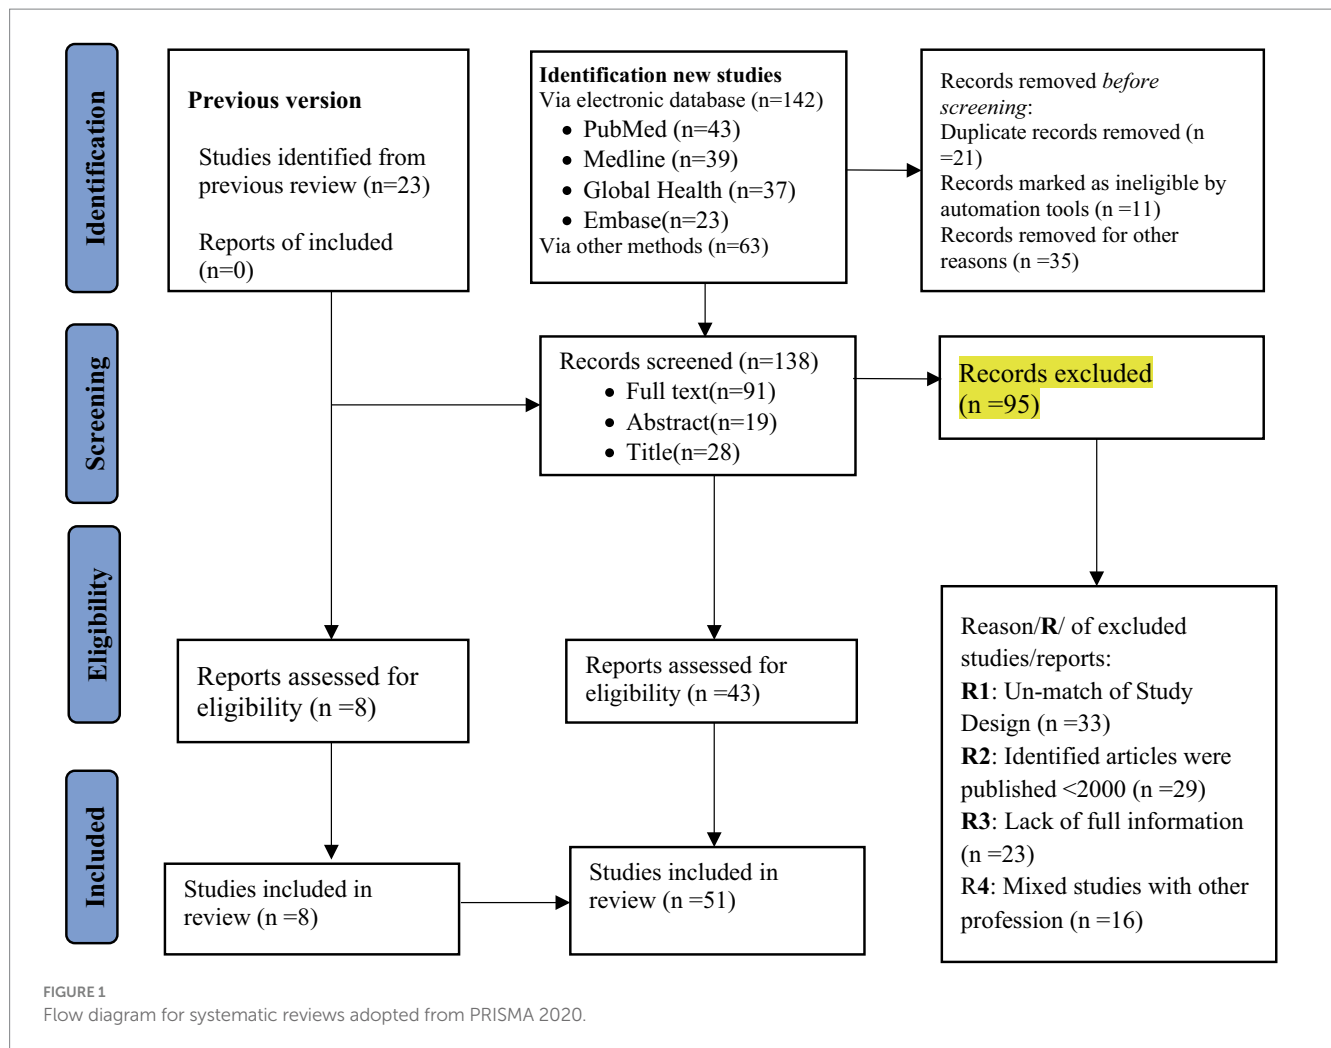 Identification
Previous version
Studies identified from
previous review (n=23)
Reports of included
(n=0)
Identification new studies
Via electronic database (n=142)
• PubMed (n=43)
• Medline (n=39)
• Global Health (n=37)
• Embase(n=23)
Via other methods (n=63)
Records removed before
screening:
Duplicate records removed (n
=21)
Records marked as ineligible by
automation tools (n =11)
Records removed for other
reasons (n =35)
Screening
Records screened (n=138)
• Full text(n=91)
• Abstract(n=19)
• Title(n=28)
Records excluded
(n =95)
Eligibility
Reports assessed for
eligibility (n =8)
Reports assessed for
eligibility (n =43)
Reason/R/ of excluded
studies/reports:
R1: Un-match of Study
Design (n =33)
R2: Identified articles were
published <2000 (n =29)
R3: Lack of full information
(n =23)
R4: Mixed studies with other
profession (n =16)
Included
Studies included in
review (n =8)
Studies included in
review (n =51)
FIGURE 1
Flow diagram for systematic reviews adopted from PRISMA 2020.